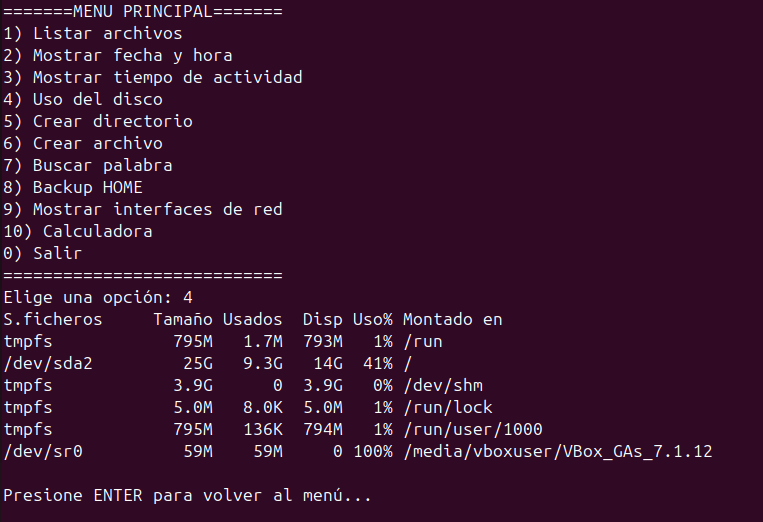 =======MENU PRINCIPAL=======
1) Listar archivos
2) Mostrar fecha y hora
3) Mostrar tiempo de actividad
4) Uso del disco
5) Crear directorio
6) Crear archivo
7) Buscar palabra
8) Backup HOME
9) Mostrar interfaces de red
10) Calculadora
0) Salir
============================
Elige una opción: 4
S.ficheros     Tamaño Usados  Disp Uso% Montado en
tmpfs            795M   1.7M  793M   1% /run
/dev/sda2         25G   9.3G   14G  41% /
tmpfs            3.9G      0  3.9G   0% /dev/shm
tmpfs            5.0M   8.0K  5.0M   1% /run/lock
tmpfs            795M   136K  794M   1% /run/user/1000
/dev/sr0          59M    59M     0 100% /media/vboxuser/VBox_GAs_7.1.12
Presione ENTER para volver al menú...